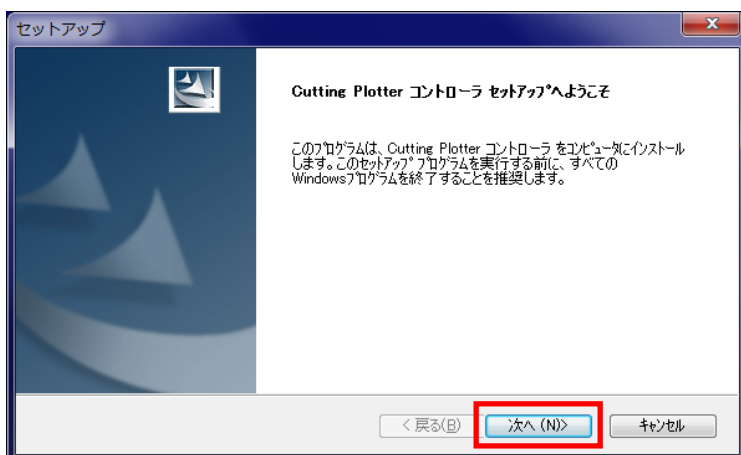 セットアップ
Cutting Plotter コントローラ セットアップへようこそ
このプログラムは、Cutting Plotter コントローラ をコンピュータにインストール
します。このセットアップ プログラムを実行する前に、すべての
Windowsプログラムを終了することを推奨します。
< 戻る(B)
次へ (N)>
キャンセル